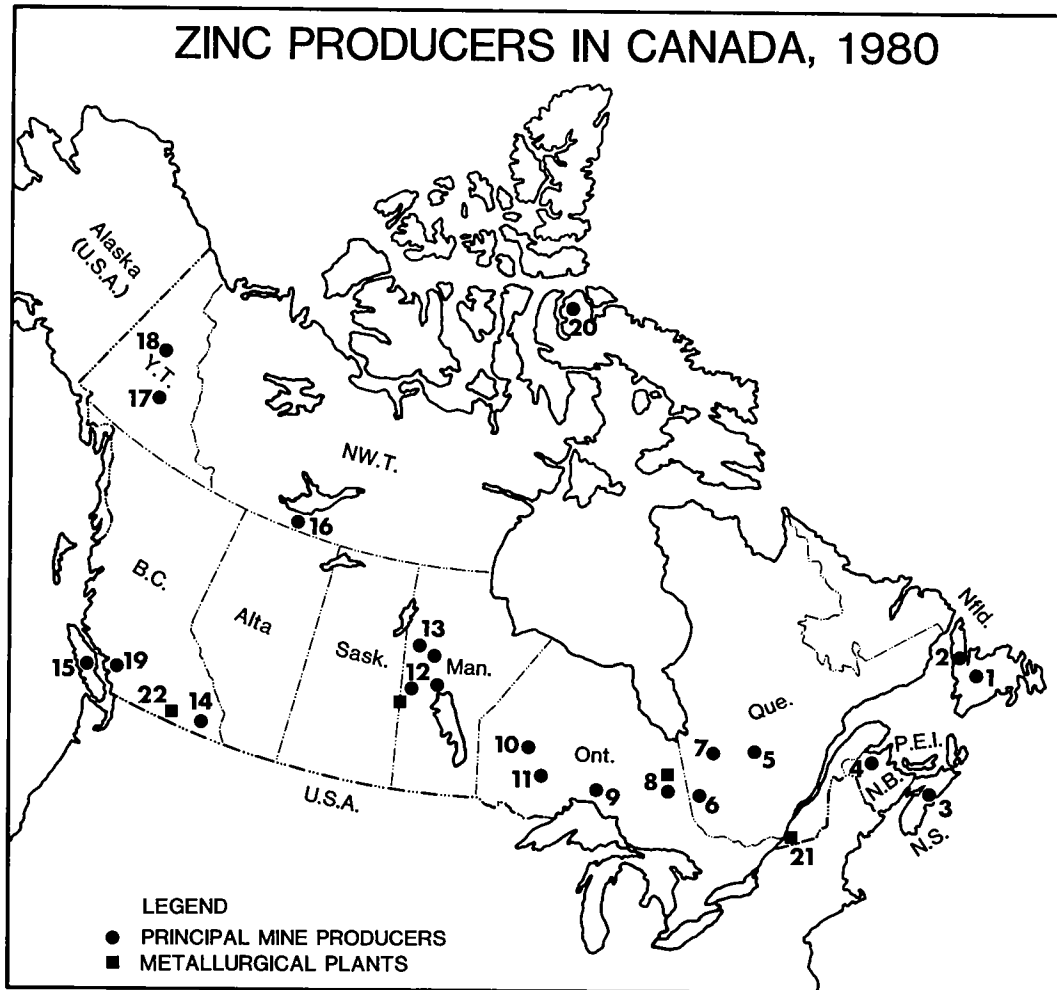 ZINC PRODUCERS IN CANADA, 1980
Alaska
(U.S.A.)
20
18
Y.T.
17
N.W.T.
16
B.C.
Alta
Sask.
13
Man.
12
Nfld.
2
1
15
19
22
14
Que.
10
Ont.
7
5
P.E.I.
4
N.B.
11
8
9
6
3
N.S.
U.S.A.
21
LEGEND
PRINCIPAL MINE PRODUCERS
METALLURGICAL PLANTS